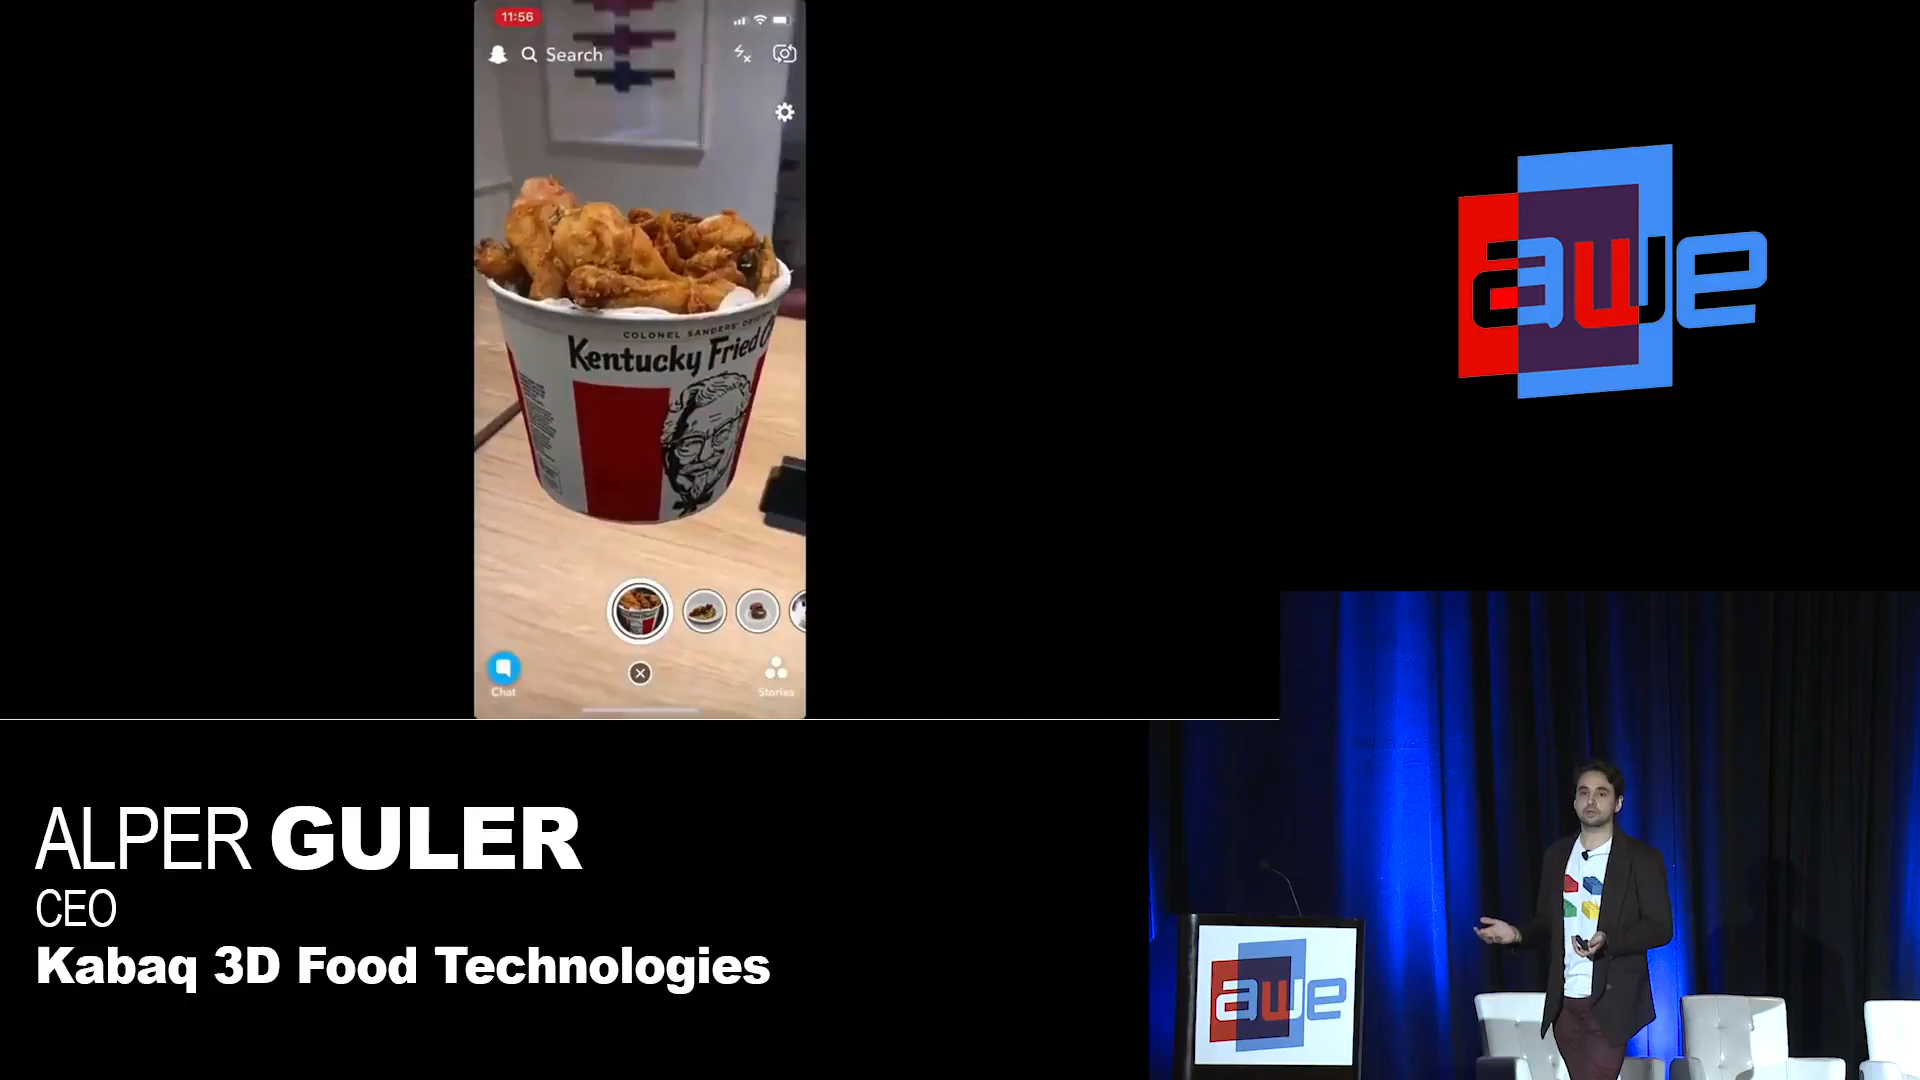 11:56
Search
COLONEL SANDERS'
Kentucky Fried
Chat
Stories
awe
ALPER GULER
CEO
Kabaq 3D Food Technologies
awe